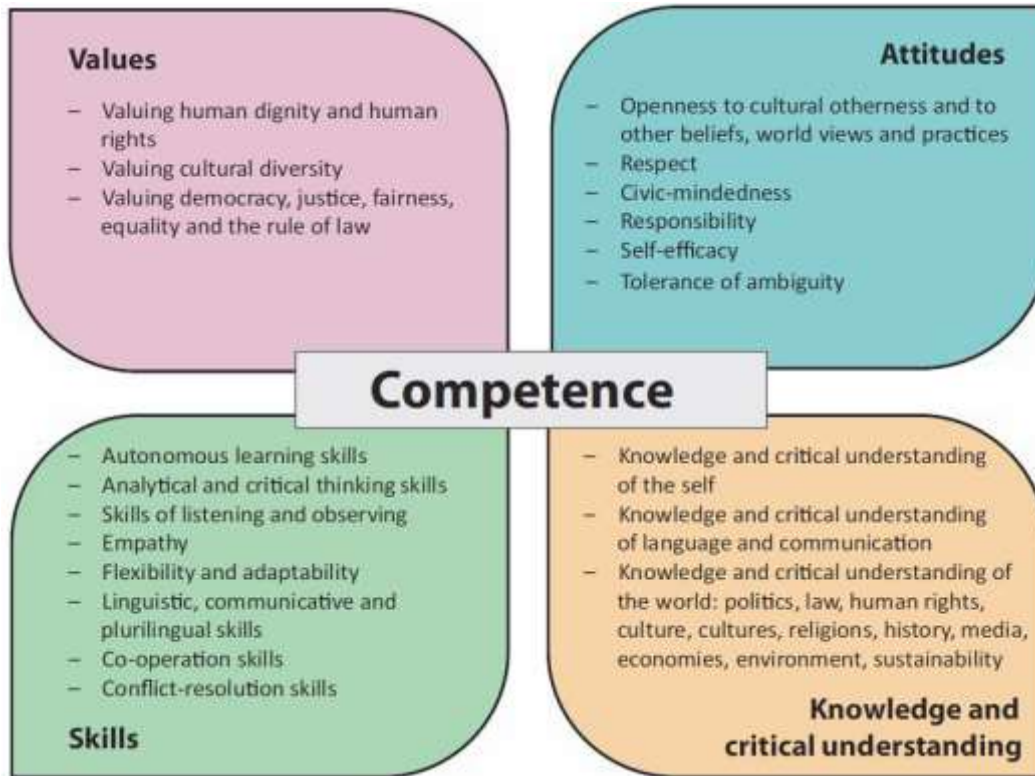 Values
– Valuing human dignity and human
rights
– Valuing cultural diversity
– Valuing democracy, justice, fairness,
equality and the rule of law
Attitudes
– Openness to cultural otherness and to
other beliefs, world views and practices
– Respect
– Civic-mindedness
– Responsibility
– Self-efficacy
– Tolerance of ambiguity
Competence
– Autonomous learning skills
– Analytical and critical thinking skills
– Skills of listening and observing
– Empathy
– Flexibility and adaptability
– Linguistic, communicative and
plurilingual skills
– Co-operation skills
– Conflict-resolution skills
Skills
– Knowledge and critical understanding
of the self
– Knowledge and critical understanding
of language and communication
– Knowledge and critical understanding of
the world: politics, law, human rights,
culture, cultures, religions, history, media,
economies, environment, sustainability
Knowledge and
critical understanding